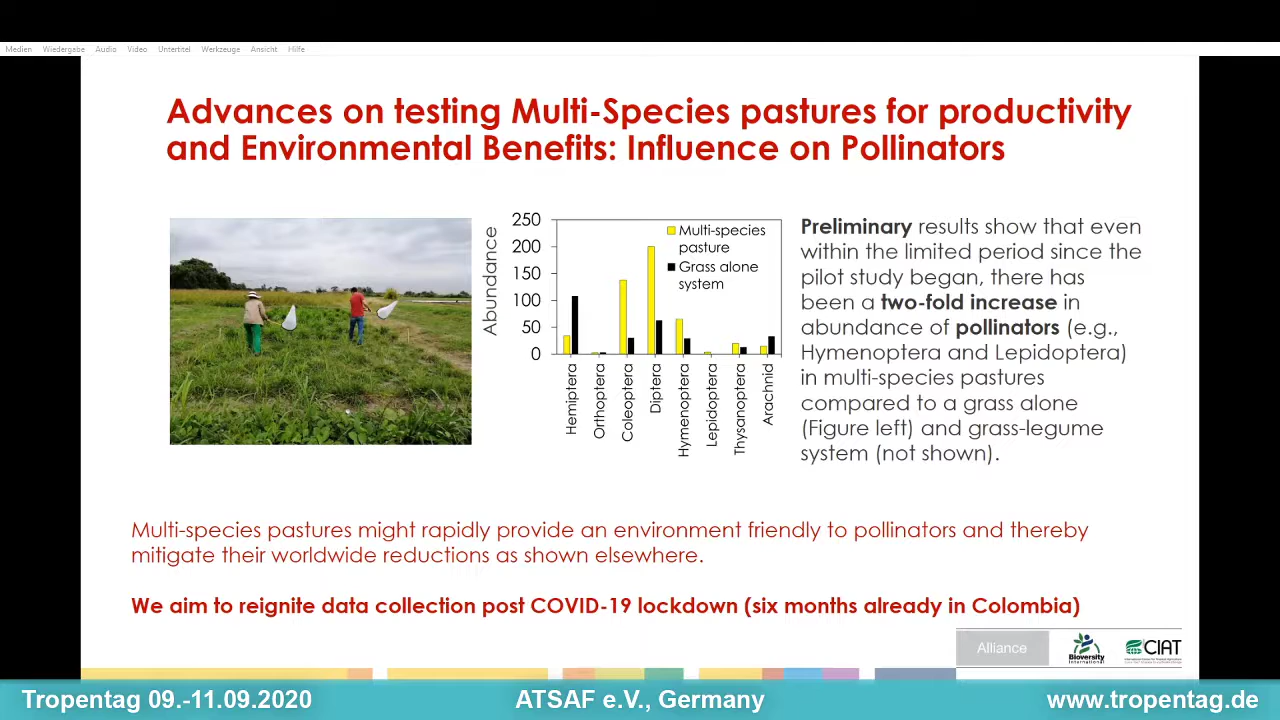 Medien Wiedergabe Audio Video Untertitel Werkzeuge Ansicht Hilfe
Advances on testing Multi-Species pastures for productivity
and Environmental Benefits: Influence on Pollinators
Abundance
250
200
150
100
50
0
Multi-species
pasture
Grass alone
system
Hemiptera
Orthoptera
Coleoptera
Diptera
Hymenoptera
Lepidoptera
Thysanoptera
Arachnid
Preliminary results show that even
within the limited period since the
pilot study began, there has
been a two-fold increase in
abundance of pollinators (e.g.,
Hymenoptera and Lepidoptera)
in multi-species pastures
compared to a grass alone
(Figure left) and grass-legume
system (not shown).
Multi-species pastures might rapidly provide an environment friendly to pollinators and thereby
mitigate their worldwide reductions as shown elsewhere.
We aim to reignite data collection post COVID-19 lockdown (six months already in Colombia)
Alliance
Bioversity
International
CIAT
Tropentag 09.-11.09.2020
ATSAF e.V., Germany
www.tropentag.de